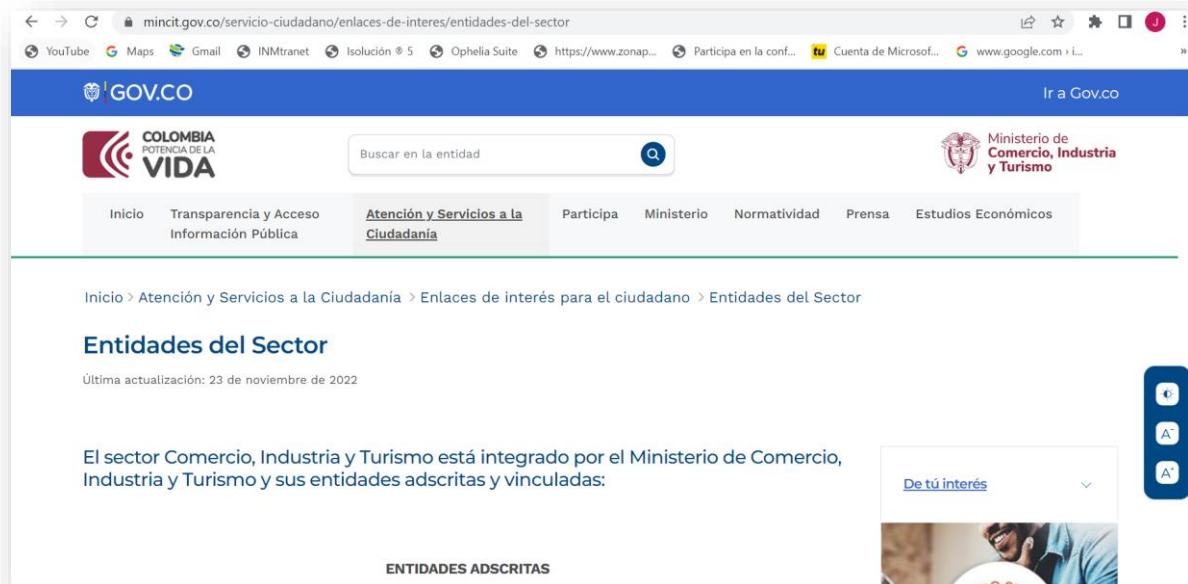 mincit.gov.co/servicio-ciudadano/enlaces-de-interes/entidades-del-sector
J
YouTube Maps Gmail INMtranet Isolución ® 5 Ophelia Suite https://www.zonap... Participa en la conf... tu Cuenta de Microsof... www.google.com › i... »
GOV.CO Ir a Gov.co
COLOMBIA
POTENCIA DE LA
VIDA
Buscar en la entidad
Ministerio de
Comercio, Industria
y Turismo
Inicio Transparencia y Acceso Atención y Servicios a la Participa Ministerio Normatividad Prensa Estudios Económicos
Información Pública Ciudadanía
Inicio > Atención y Servicios a la Ciudadanía > Enlaces de interés para el ciudadano > Entidades del Sector
Entidades del Sector
Última actualización: 23 de noviembre de 2022
A-
A+
El sector Comercio, Industria y Turismo está integrado por el Ministerio de Comercio,
Industria y Turismo y sus entidades adscritas y vinculadas:
De tú interés
ENTIDADES ADSCRITAS